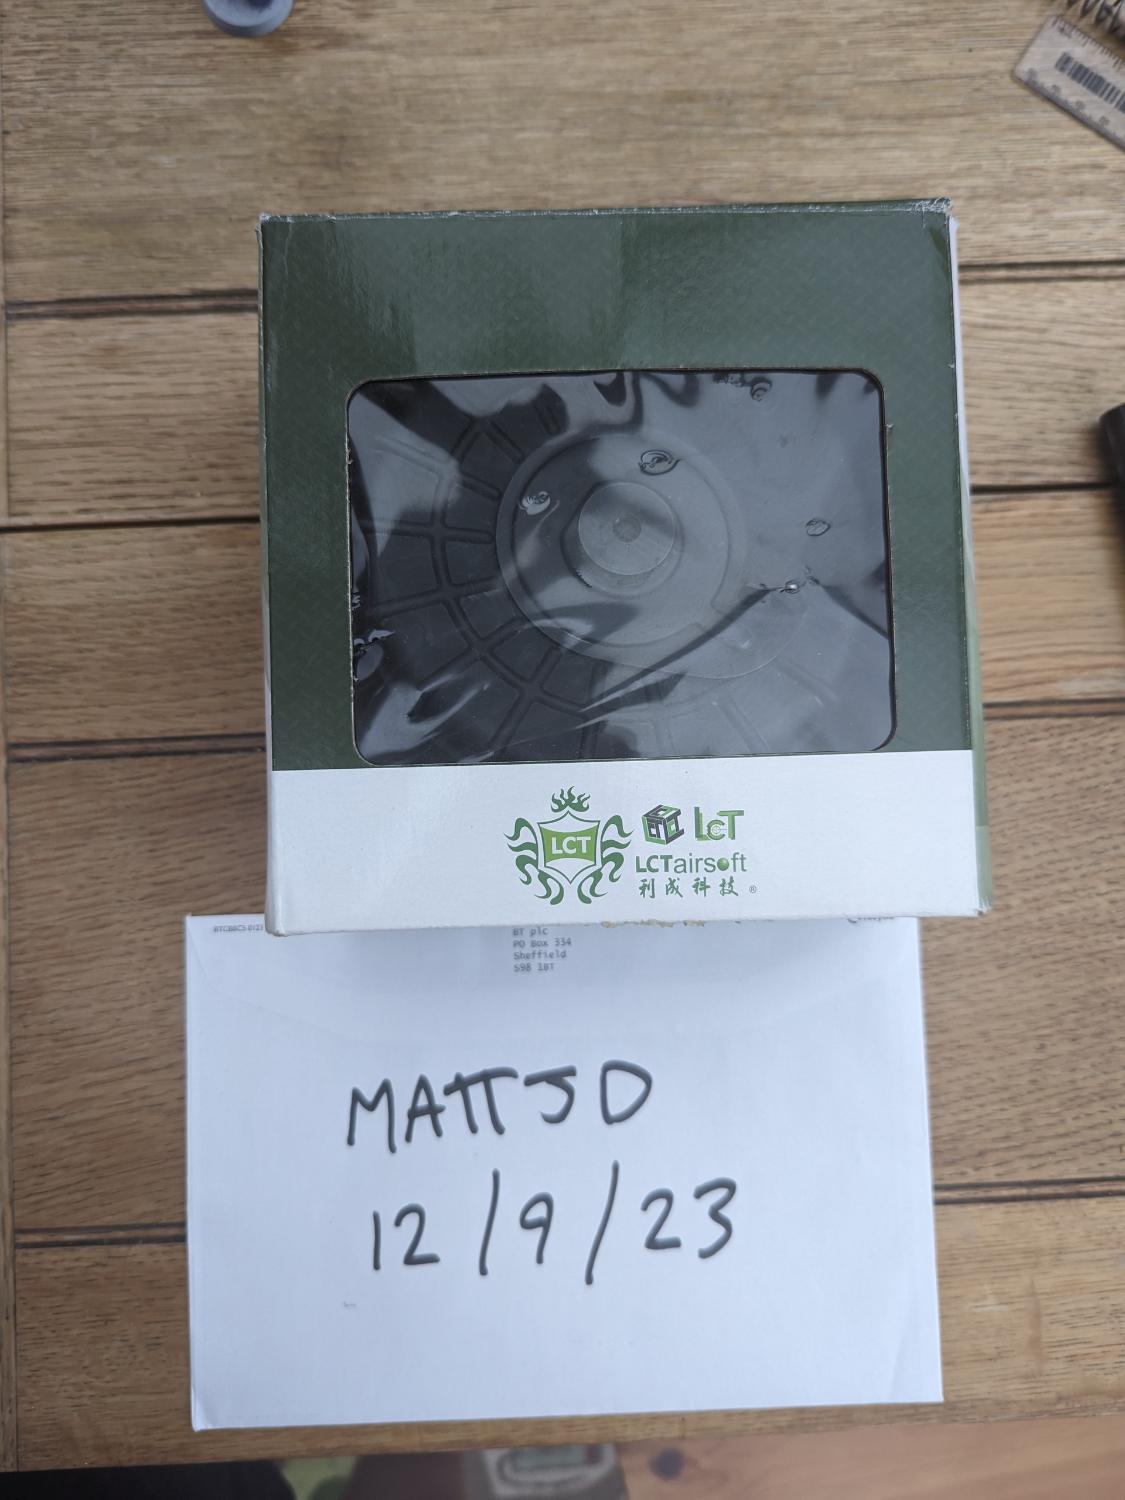 LCT
LCT
LCTairsoft
利成科技®
BT plc
PO Box 334
Sheffield
S98 1BT
MATTJD
12/9/23